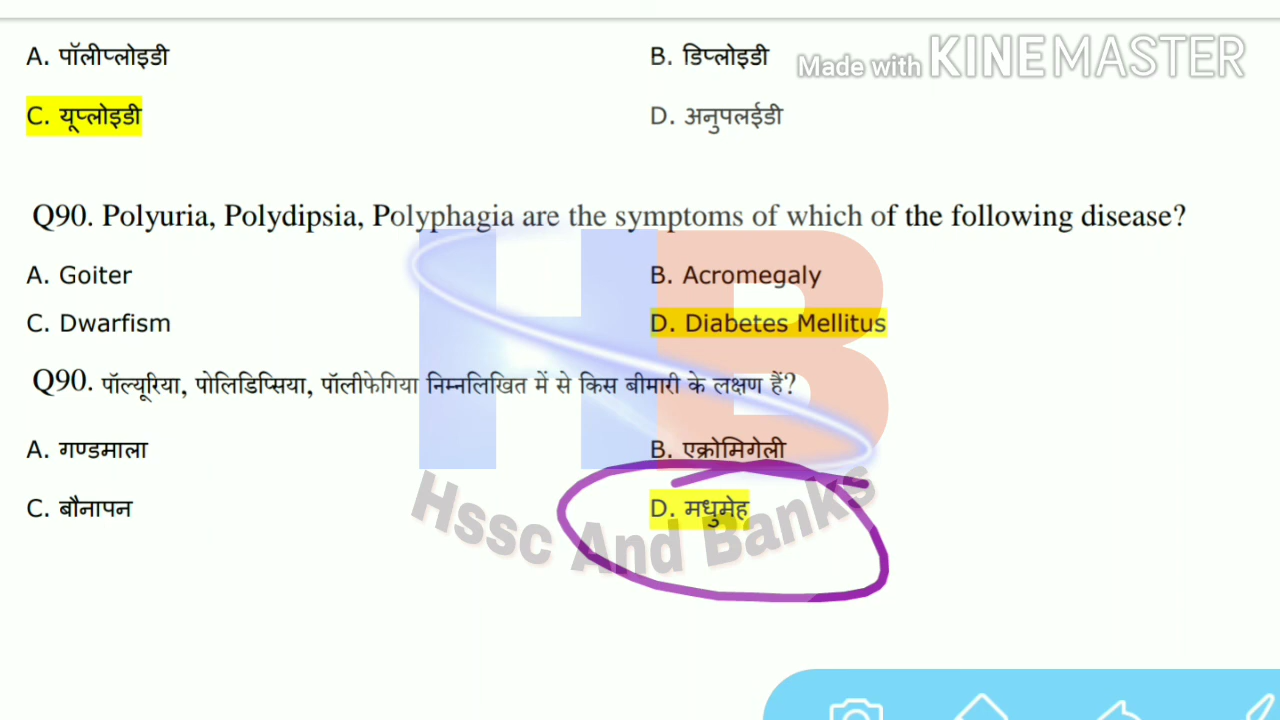 A. पॉलीप्लोइडी B. डिप्लोइडी Made with KINEMASTER
C. यूप्लोइडी D. अनुपलईडी
Q90. Polyuria, Polydipsia, Polyphagia are the symptoms of which of the following disease?
A. Goiter B. Acromegaly
C. Dwarfism D. Diabetes Mellitus
Q90. पॉल्यूरिया, पोलिडिप्सिया, पॉलीफेगिया निम्नलिखित में से किस बीमारी के लक्षण हैं?
A. गण्डमाला B. एक्रोमिगेली
C. बौनापन D. मधुमेह
HB
Hssc And Banks